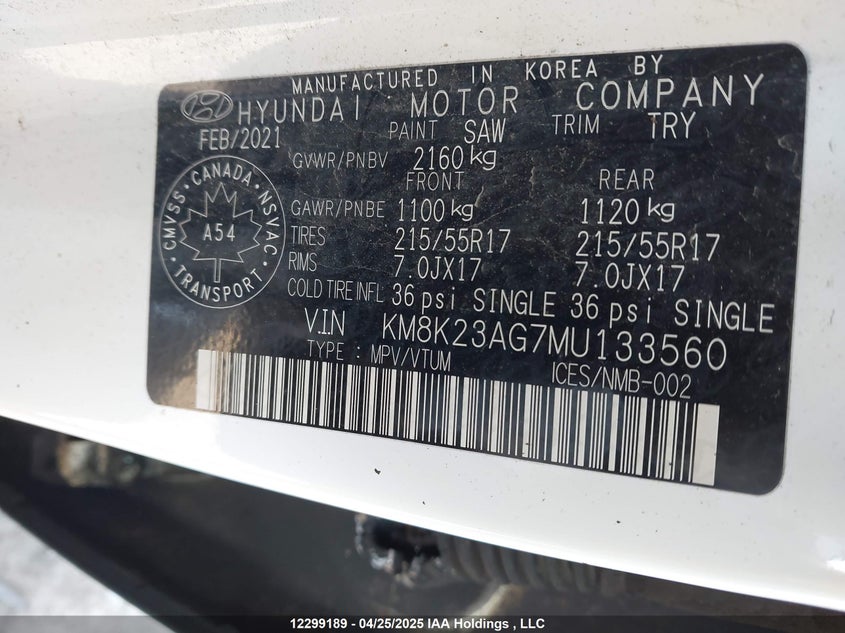 MANUFACTURED IN KOREA BY
HYUNDAI MOTOR COMPANY
FEB/2021 PAINT SAW TRIM TRY
GVWR/PNBV 2160 kg
FRONT REAR
GAWR/PNBE 1100 kg 1120 kg
TIRES 215/55R17 215/55R17
RIMS 7.0JX17 7.0JX17
COLD TIRE INFL 36 psi SINGLE 36 psi SINGLE
V.I.N KM8K23AG7MU133560
TYPE : MPV/VTUM ICES/NMB-002
CMVSS · CANADA · NSVAC
A54
TRANSPORT
12299189 - 04/25/2025 IAA Holdings , LLC